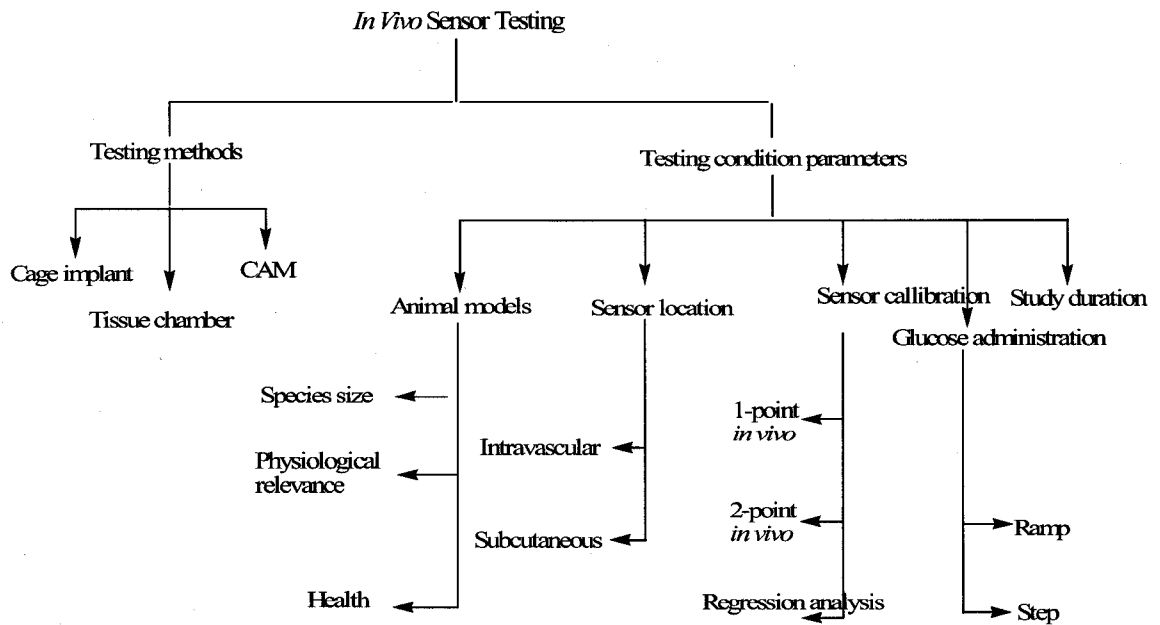 In Vivo Sensor Testing
Testing methods
Testing condition parameters
Cage implant
Tissue chamber
CAM
Animal models
Sensor location
Sensor callibration
Glucose administration
Study duration
Species size
Physiological
relevance
Health
Intravascular
Subcutaneous
1-point
in vivo
2-point
in vivo
Regression analysis
Ramp
Step